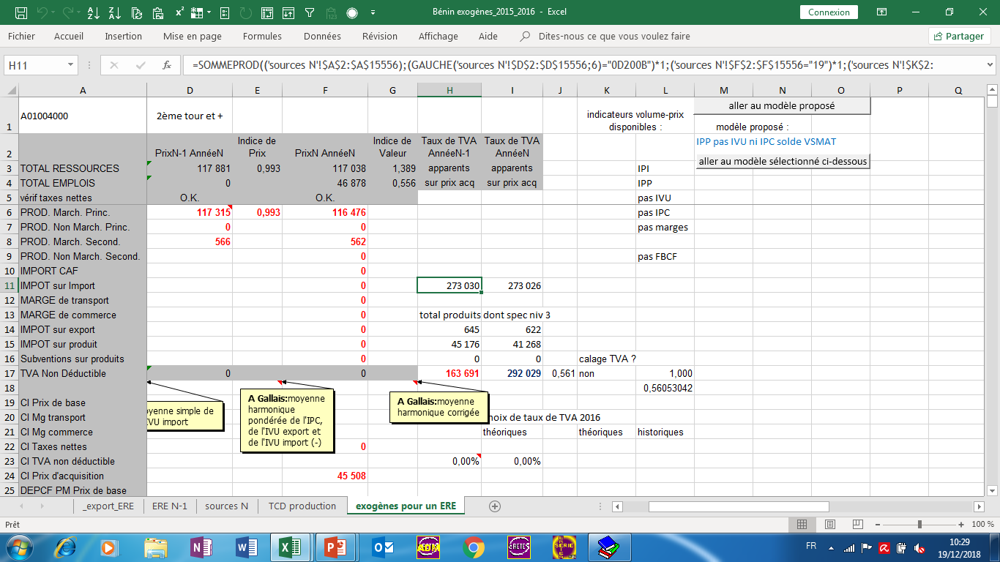 Bénin exogènes_2015_2016 - Excel
Connexion
Fichier Accueil Insertion Mise en page Formules Données Révision Affichage Aide Dites-nous ce que vous voulez faire Partager
H11 fx =SOMMEPROD(('sources N'!$A$2:$A$15556);(GAUCHE('sources N'!$D$2:$D$15556;6)="0D200B")*1;('sources N'!$F$2:$F$15556="19")*1;('sources N'!$K$2:
A D E F G H I J K L M N O P Q
1 A01004000 2ème tour et + indicateurs volume-prix disponibles : modèle proposé : aller au modèle proposé
2 PrixN-1 AnnéeN Indice de Prix PrixN AnnéeN Indice de Valeur Taux de TVA AnnéeN-1 Taux de TVA AnnéeN IPP pas IVU ni IPC solde VSMAT
3 TOTAL RESSOURCES 117 881 0,993 117 038 1,389 apparents apparents IPI aller au modèle sélectionné ci-dessous
4 TOTAL EMPLOIS 0 46 878 0,556 sur prix acq sur prix acq IPP
5 vérif taxes nettes O.K. O.K. pas IVU
6 PROD. March. Princ. 117 315 0,993 116 476 pas IPC
7 PROD. Non March. Princ. 0 0 pas marges
8 PROD. March. Second. 566 562
9 PROD. Non March. Second. 0 pas FBCF
10 IMPORT CAF 0
11 IMPOT sur Import 0 273 030 273 026
12 MARGE de transport 0
13 MARGE de commerce 0 total produits dont spec niv 3
14 IMPOT sur export 0 645 622
15 IMPOT sur produit 0 45 176 41 268
16 Subventions sur produits 0 0 0 calage TVA ?
17 TVA Non Déductible 0 0 163 691 292 029 0,561 non 1,000
18 0,56053042
19 CI Prix de base
20 CI Mg transport hoix de taux de TVA 2016
21 CI Mg commerce théoriques théoriques historiques
22 CI Taxes nettes 0
23 CI TVA non déductible 0,00% 0,00%
24 CI Prix d'acquisition 45 508
25 DEPCF PM Prix de base
yenne simple de
VU import
A Gallais:moyenne
harmonique
pondérée de l'IPC,
de l'IVU export et
de l'IVU import (-)
A Gallais:moyenne
harmonique corrigée
_export_ERE ERE N-1 sources N TCD production exogènes pour un ERE
Prêt 100 %
FR 10:29
19/12/2018